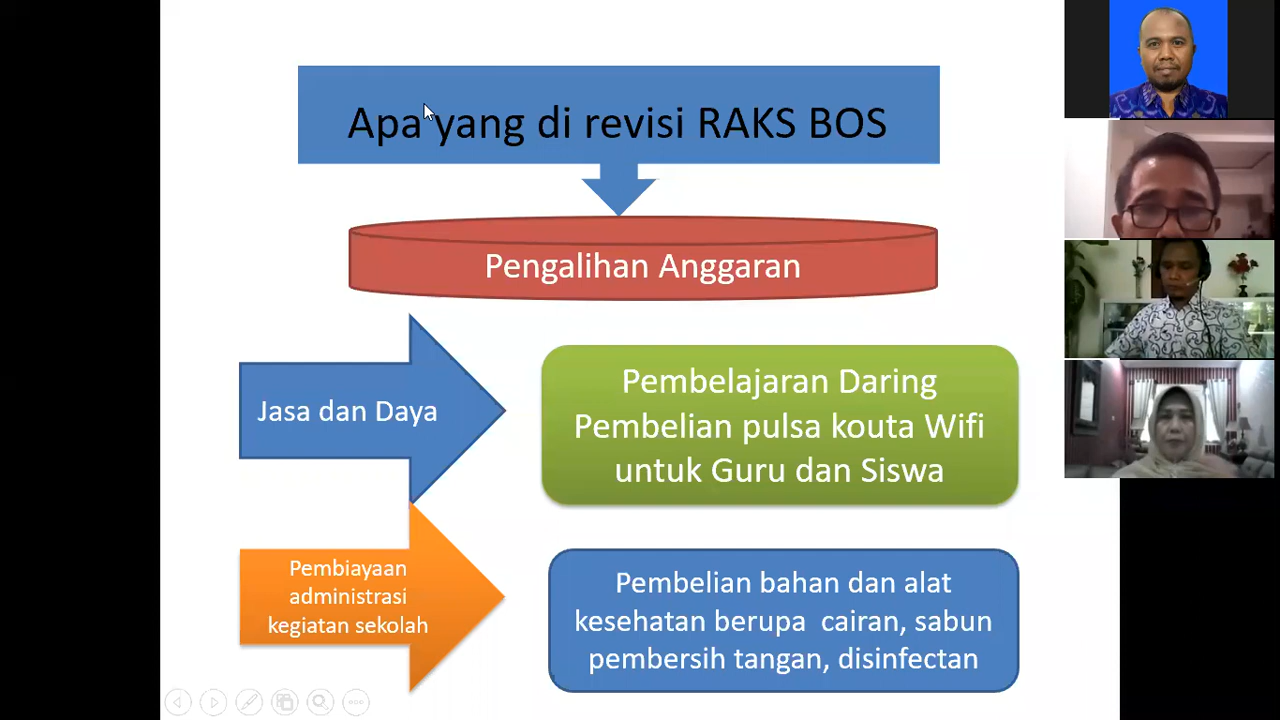 Apa yang di revisi RAKS BOS
Pengalihan Anggaran
Jasa dan Daya
Pembelajaran Daring
Pembelian pulsa kouta Wifi
untuk Guru dan Siswa
Pembiayaan
administrasi
kegiatan sekolah
Pembelian bahan dan alat
kesehatan berupa  cairan, sabun
pembersih tangan, disinfectan